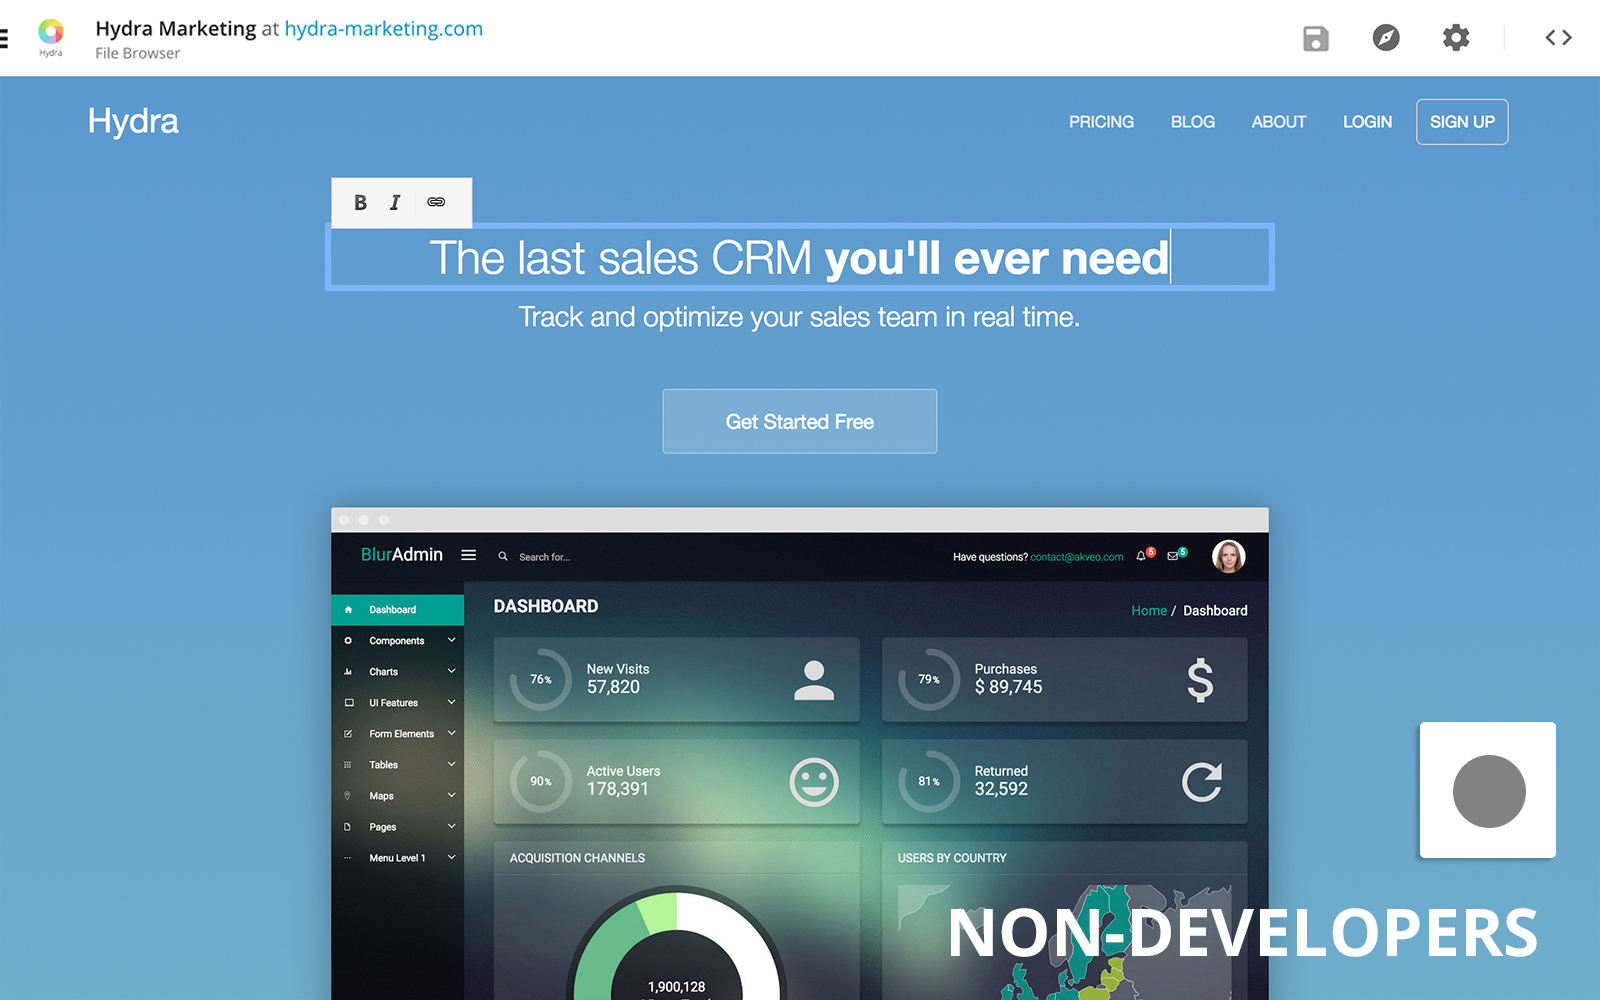 Hydra Marketing at hydra-marketing.com
Hydra
File Browser
Hydra
PRICING BLOG ABOUT LOGIN SIGN UP
B I
The last sales CRM you'll ever need
Track and optimize your sales team in real time.
Get Started Free
BlurAdmin Search for... Have questions? contact@akveo.com 5 5
Dashboard
Components
Charts
UI Features
Form Elements
Tables
Maps
Pages
Menu Level 1
DASHBOARD
Home / Dashboard
76% New Visits
57,820
79% Purchases
$ 89,745
90% Active Users
178,391
81% Returned
32,592
ACQUISITION CHANNELS
1,900,128
USERS BY COUNTRY
NON-DEVELOPERS